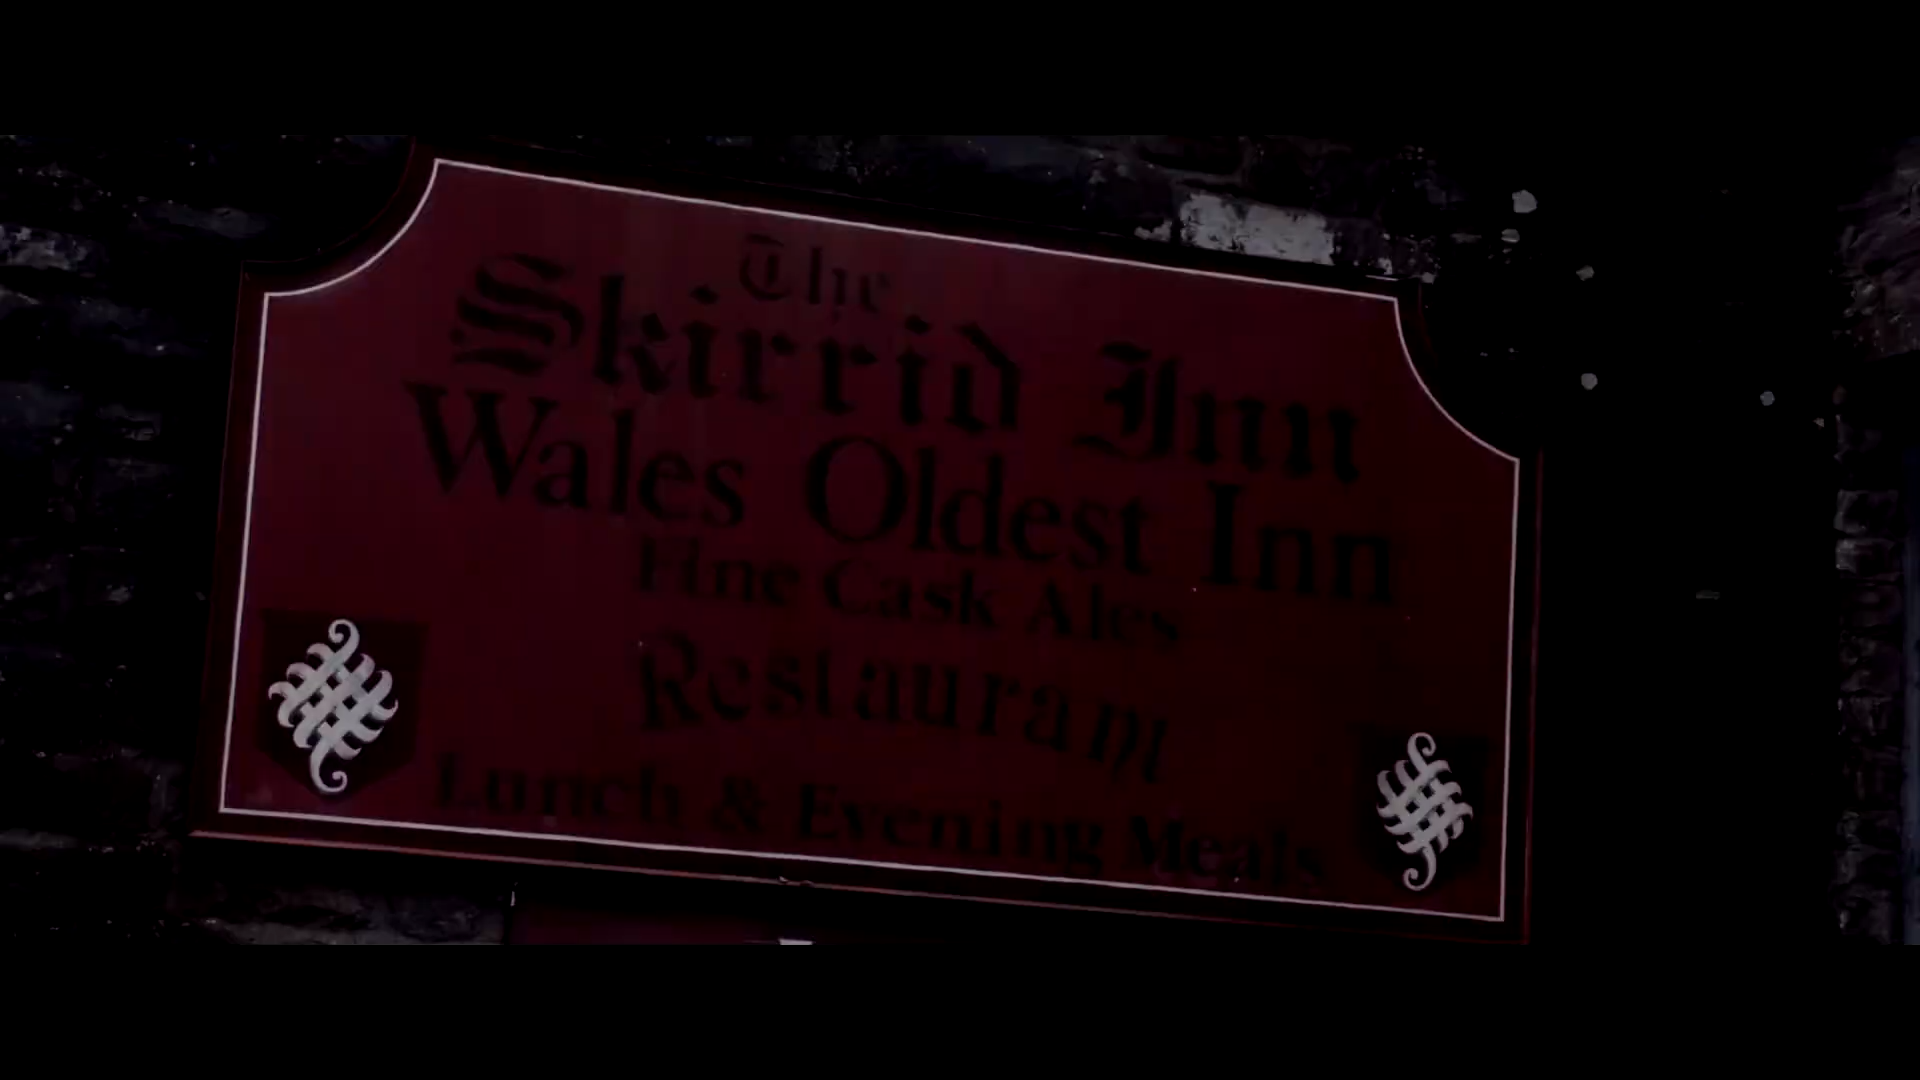 The
Skirrid Inn
Wales Oldest Inn
Fine Cask Ales
Restaurant
Lunch & Evening Meals